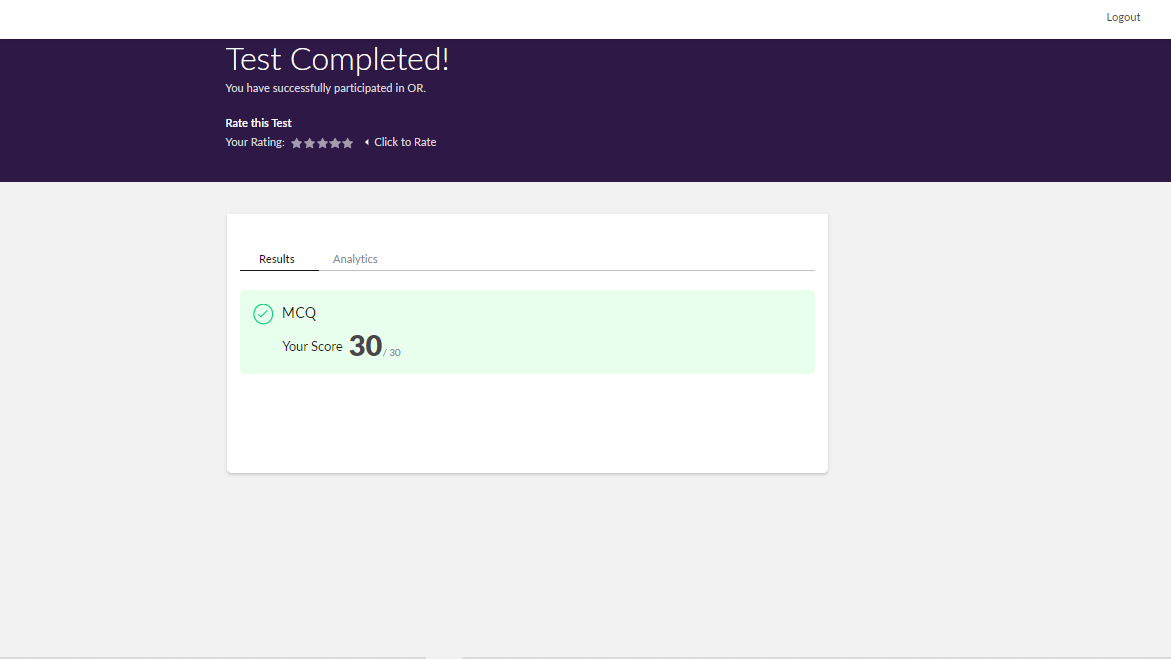 Logout
Test Completed!
You have successfully participated in OR.
Rate this Test
Your Rating: Click to Rate
Results Analytics
MCQ
Your Score 30 / 30